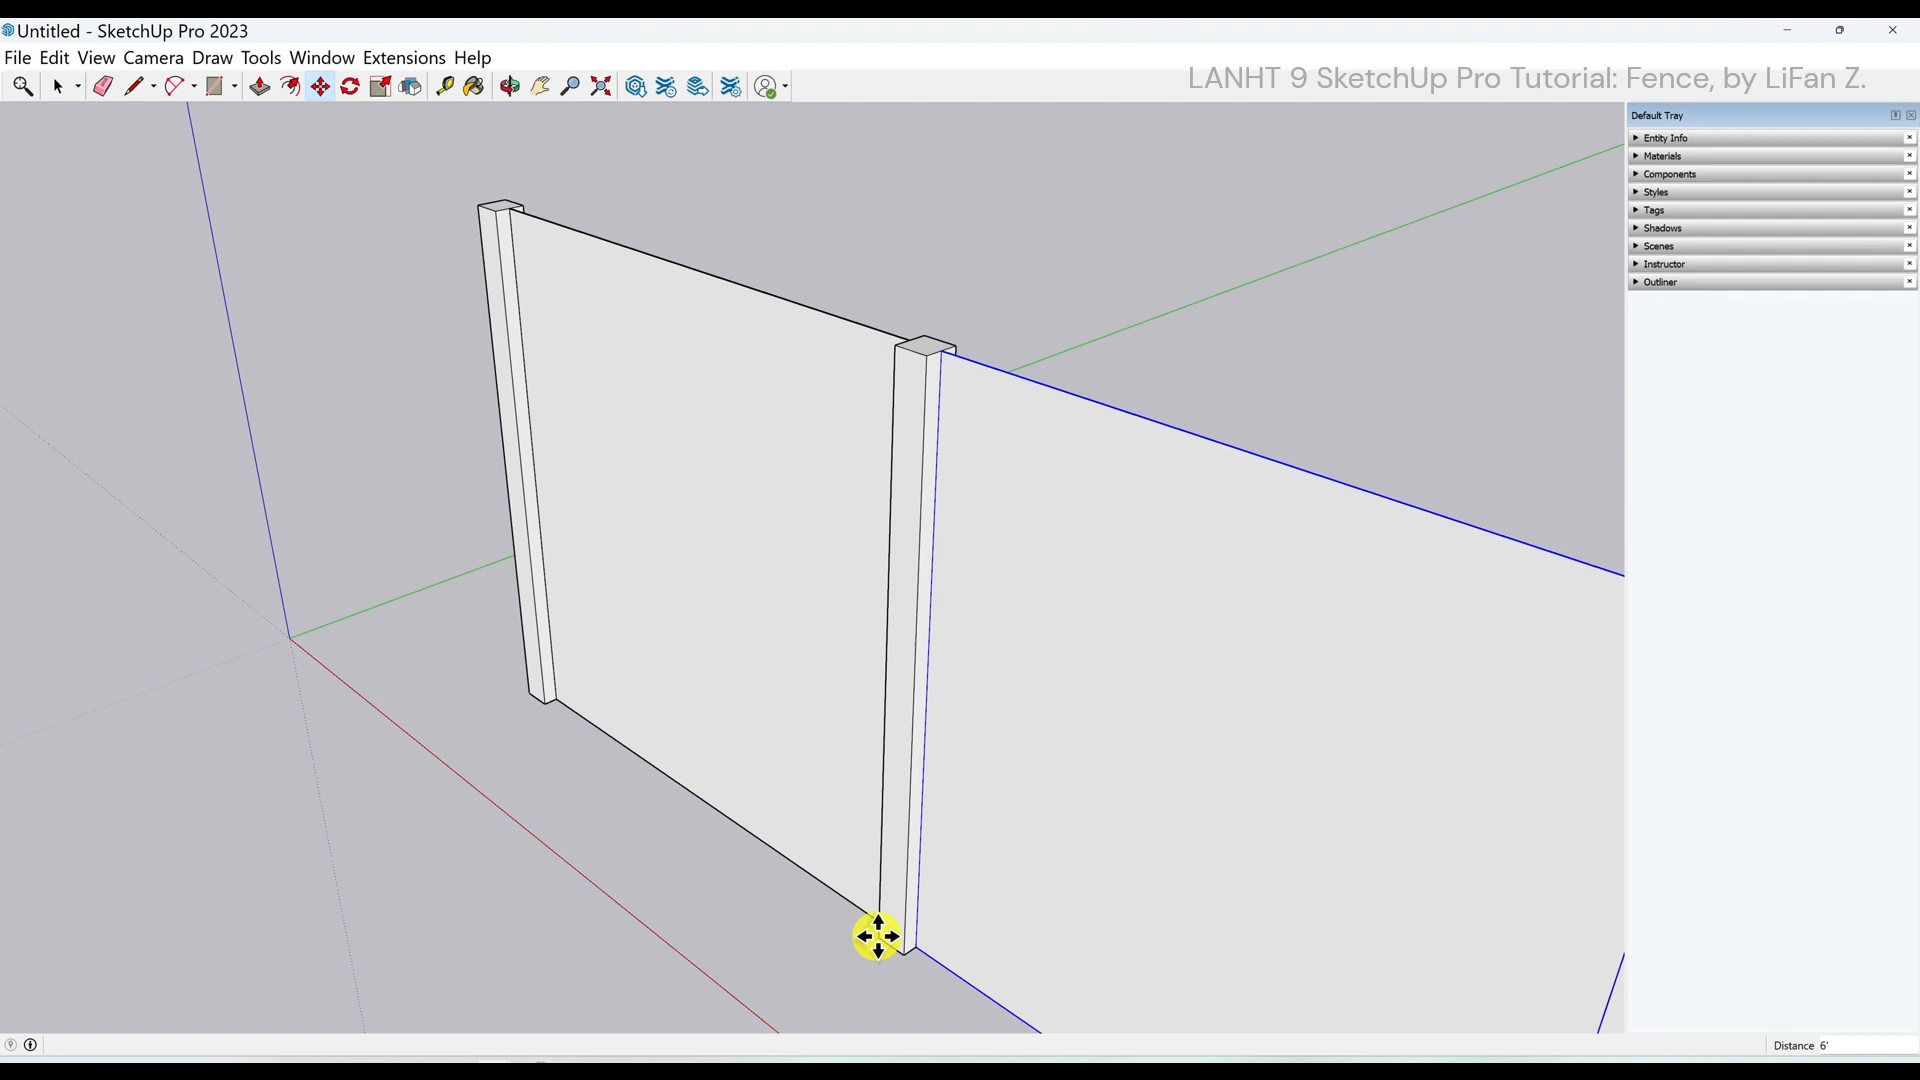 Untitled - SketchUp Pro 2023
File Edit View Camera Draw Tools Window Extensions Help
LANHT 9 SketchUp Pro Tutorial: Fence, by LiFan Z.
Default Tray
Entity Info
Materials
Components
Styles
Tags
Shadows
Scenes
Instructor
Outliner
Distance 6'